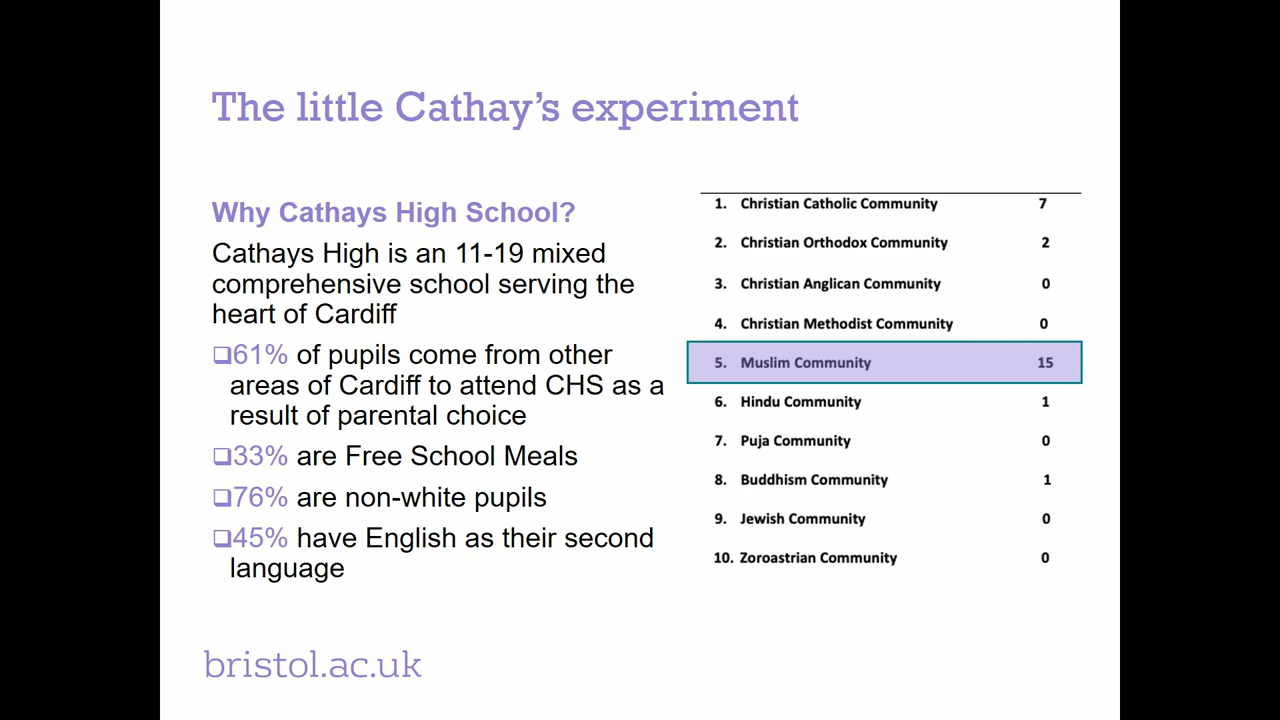 The little Cathay's experiment
Why Cathays High School?
Cathays High is an 11-19 mixed
comprehensive school serving the
heart of Cardiff
❑61% of pupils come from other
areas of Cardiff to attend CHS as a
result of parental choice
❑33% are Free School Meals
❑76% are non-white pupils
❑45% have English as their second
language
1. Christian Catholic Community 7
2. Christian Orthodox Community 2
3. Christian Anglican Community 0
4. Christian Methodist Community 0
5. Muslim Community 15
6. Hindu Community 1
7. Puja Community 0
8. Buddhism Community 1
9. Jewish Community 0
10. Zoroastrian Community 0
bristol.ac.uk